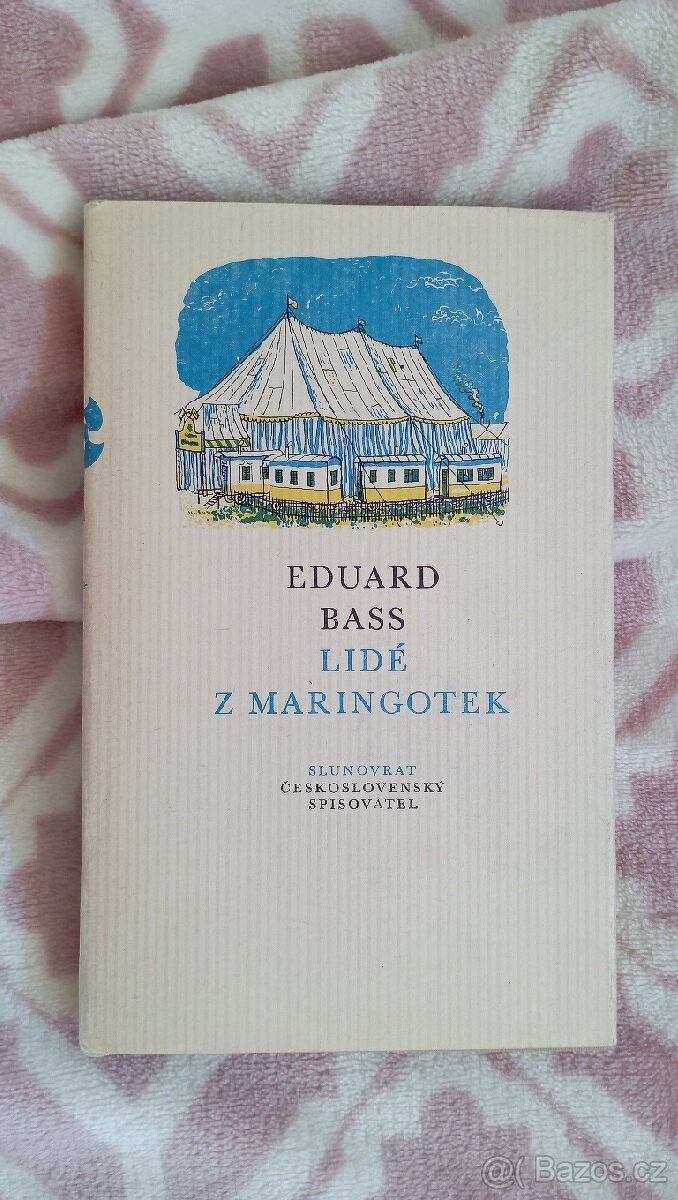 EDUARD
BASS
LIDÉ
Z MARINGOTEK
SLUNOVRAT
ČESKOSLOVENSKÝ
SPISOVATEL
@ Bazos.cz